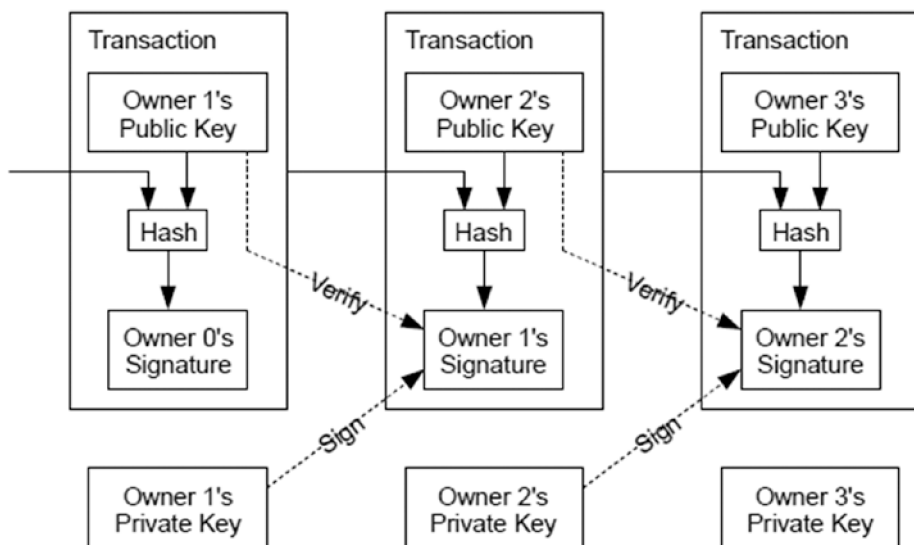 Transaction
Owner 1's
Public Key
Hash
Owner 0's
Signature
Transaction
Owner 2's
Public Key
Hash
Verify
Owner 1's
Signature
Transaction
Owner 3's
Public Key
Hash
Verify
Owner 2's
Signature
Sign
Sign
Owner 1's
Private Key
Owner 2's
Private Key
Owner 3's
Private Key